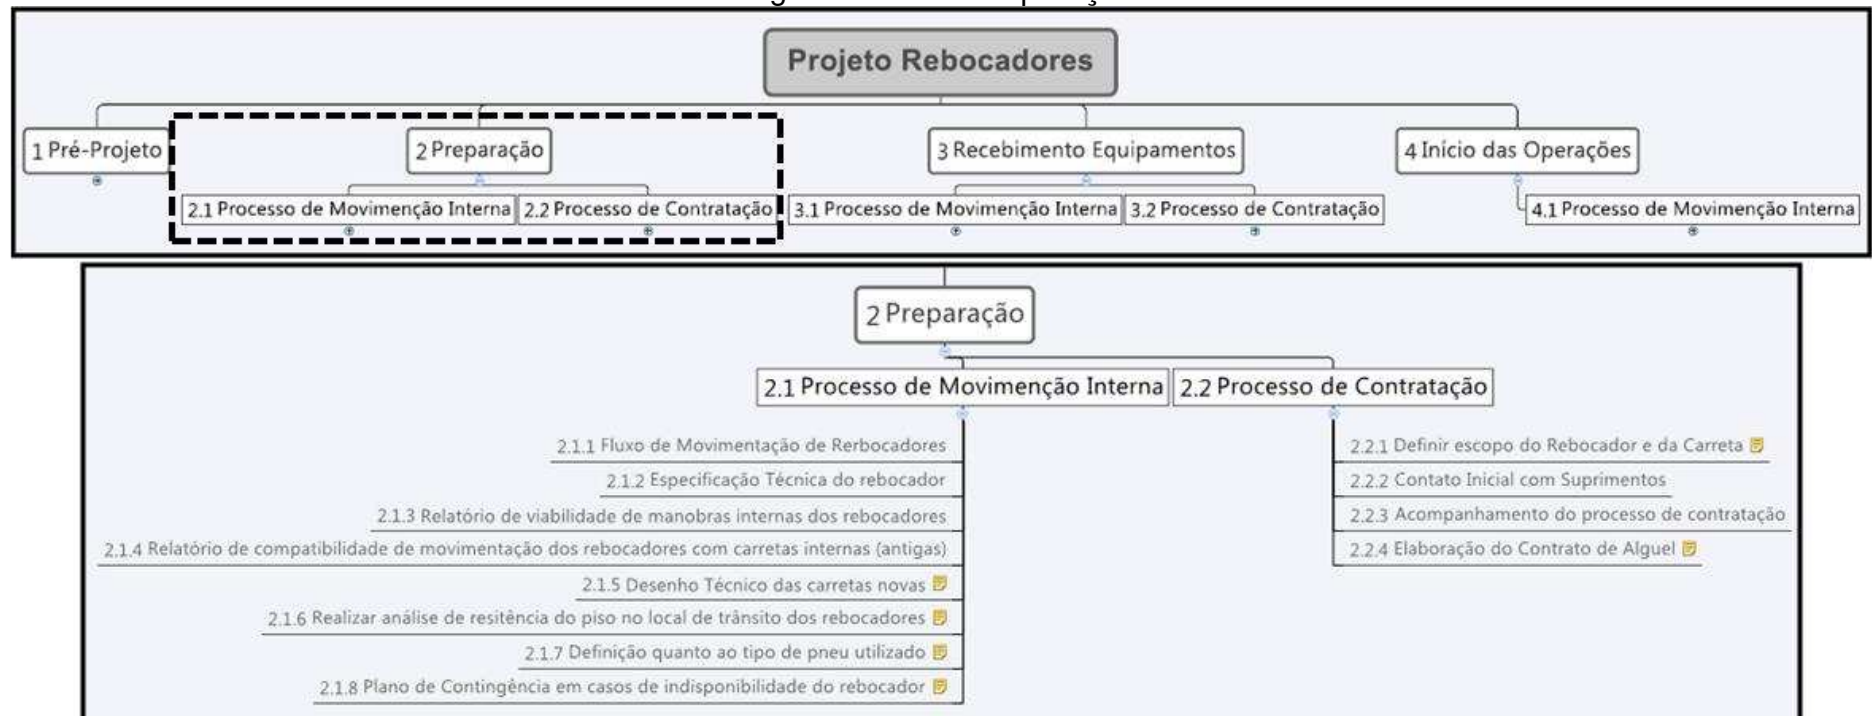 Projeto Rebocadores
1 Pré-Projeto
2 Preparação
3 Recebimento Equipamentos
4 Início das Operações
2.1 Processo de Movimenção Interna
2.2 Processo de Contratação
3.1 Processo de Movimenção Interna
3.2 Processo de Contratação
4.1 Processo de Movimenção Interna
2 Preparação
2.1 Processo de Movimenção Interna
2.2 Processo de Contratação
2.1.1 Fluxo de Movimentação de Rerbocadores
2.1.2 Especificação Técnica do rebocador
2.1.3 Relatório de viabilidade de manobras internas dos rebocadores
2.1.4 Relatório de compatibilidade de movimentação dos rebocadores com carretas internas (antigas)
2.1.5 Desenho Técnico das carretas novas
2.1.6 Realizar análise de resitência do piso no local de trânsito dos rebocadores
2.1.7 Definição quanto ao tipo de pneu utilizado
2.1.8 Plano de Contingência em casos de indisponibilidade do rebocador
2.2.1 Definir escopo do Rebocador e da Carreta
2.2.2 Contato Inicial com Suprimentos
2.2.3 Acompanhamento do processo de contratação
2.2.4 Elaboração do Contrato de Alguel